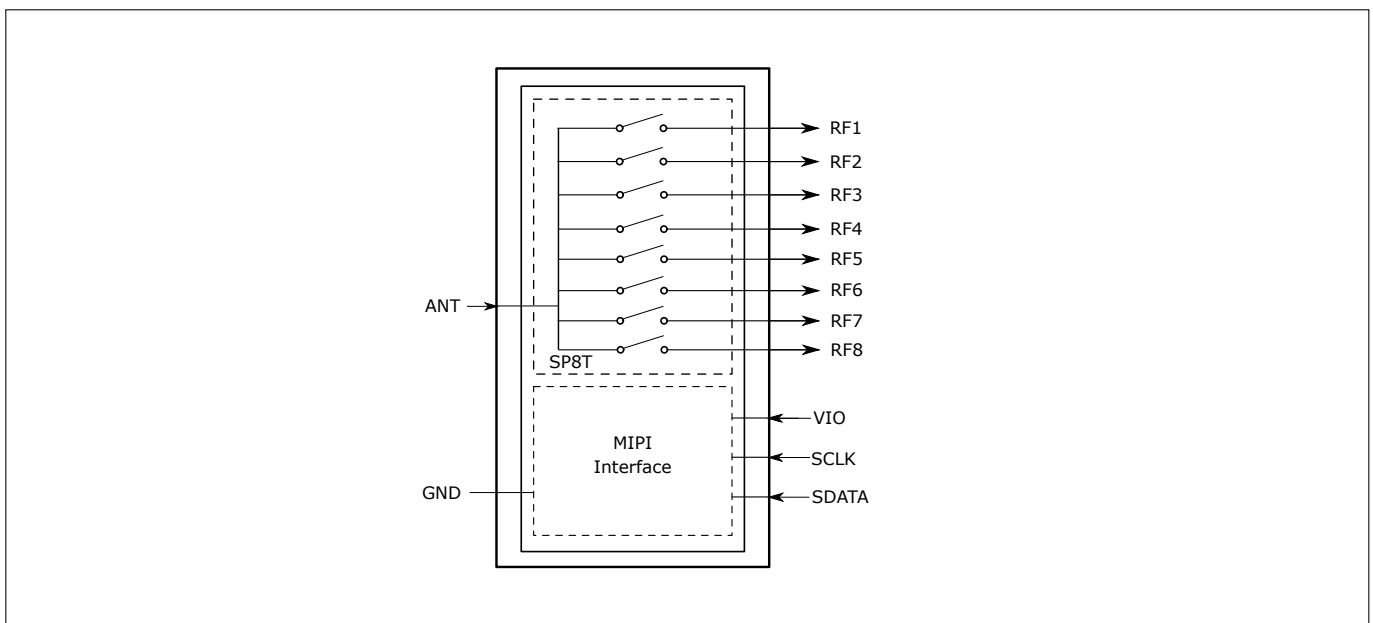 RF1
RF2
RF3
RF4
RF5
RF6
ANT
RF7
RF8
SP8T
VIO
MIPI
Interface
SCLK
GND
SDATA